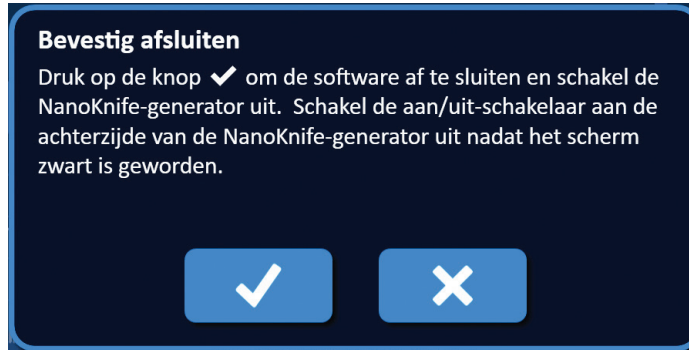 Bevestig afsluiten
Druk op de knop ✔ om de software af te sluiten en schakel de
NanoKnife-generator uit.  Schakel de aan/uit-schakelaar aan de
achterzijde van de NanoKnife-generator uit nadat het scherm
zwart is geworden.